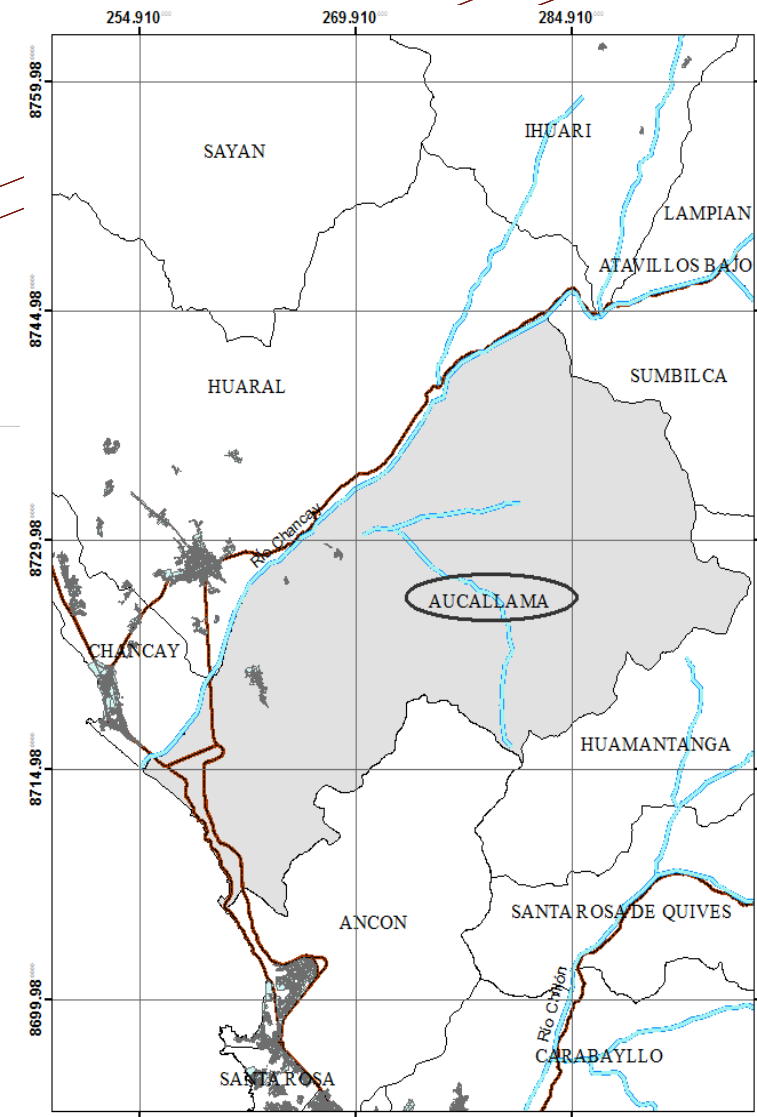 254.910 269.910 284.910
8759.98
IHUARI
SAYAN
LAMPIAN
ATAVILLOS BAJO
8744.98
SUMBILCA
HUARAL
Río Chancay
8729.98
AUCALLAMA
CHANCAY
HUAMANTANGA
8714.98
SANTA ROSA DE QUIVES
ANCON
8699.98
Río Chillón
CARABAYLLO
SANTA ROSA